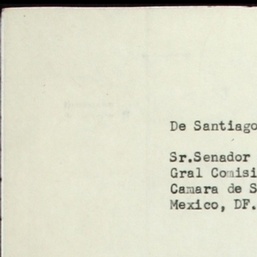 De Santiago
Sr.Senador
Gral Comisi
Camara de S
Mexico, DF.